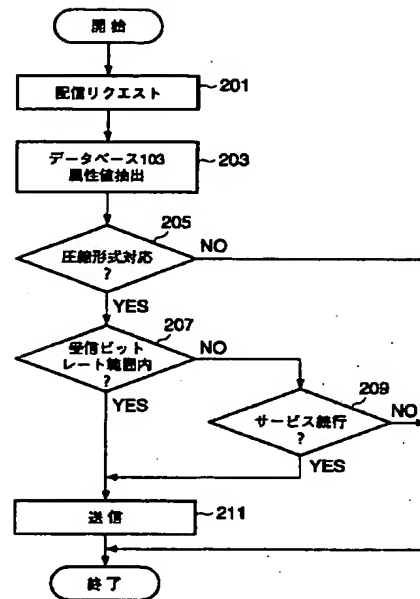 開始
配信リクエスト
201
データベース103
属性値抽出
203
205
圧縮形式対応
?
NO
YES
207
受信ビット
レート範囲内
?
NO
YES
209
サービス続行
?
NO
YES
送信
211
終了